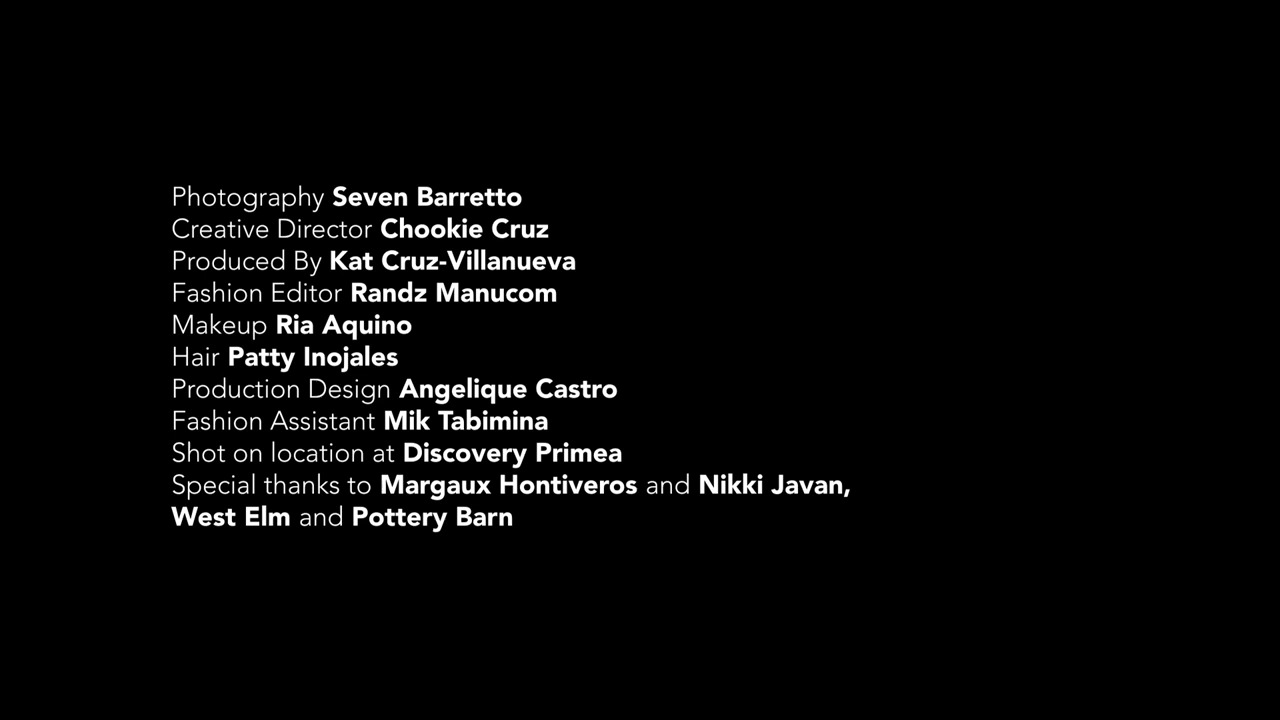 Photography Seven Barretto
Creative Director Chookie Cruz
Produced By Kat Cruz-Villanueva
Fashion Editor Randz Manucom
Makeup Ria Aquino
Hair Patty Inojales
Production Design Angelique Castro
Fashion Assistant Mik Tabimina
Shot on location at Discovery Primea
Special thanks to Margaux Hontiveros and Nikki Javan,
West Elm and Pottery Barn